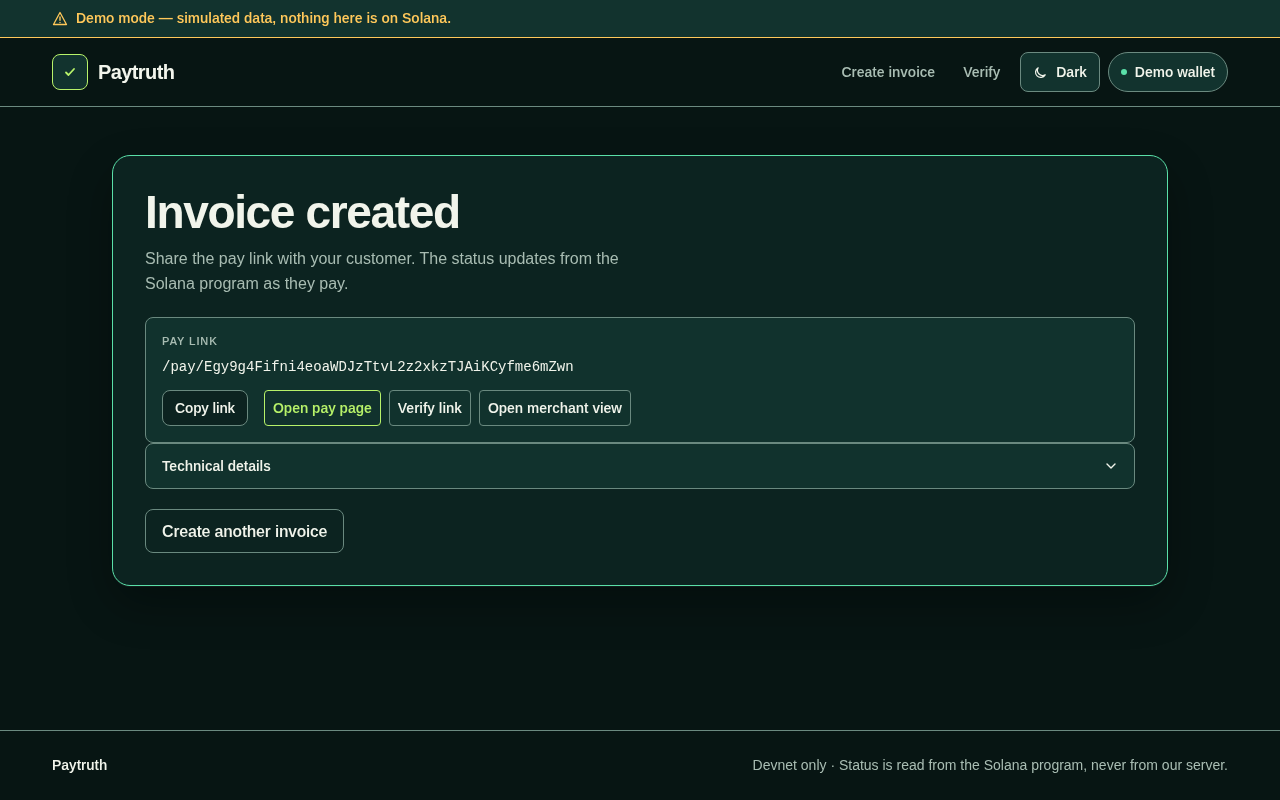 Demo mode — simulated data, nothing here is on Solana.
Paytruth
Create invoice
Verify
Dark
Demo wallet
Invoice created
Share the pay link with your customer. The status updates from the
Solana program as they pay.
PAY LINK
/pay/Egy9g4Fifni4eoaWDJzTtvL2z2xkzTJAiKCyfme6mZwn
Copy link
Open pay page
Verify link
Open merchant view
Technical details
Create another invoice
Paytruth
Devnet only · Status is read from the Solana program, never from our server.